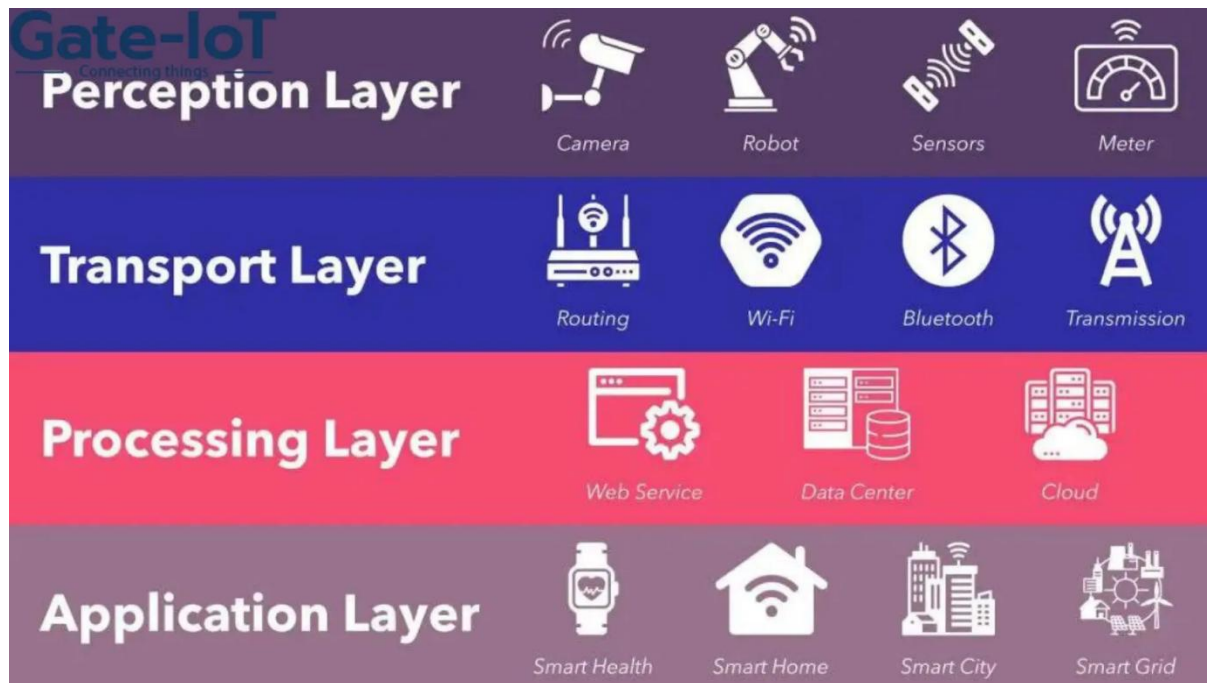 Gate-IoT
Connecting things
Perception Layer
Camera
Robot
Sensors
Meter
Transport Layer
Routing
Wi-Fi
Bluetooth
Transmission
Processing Layer
Web Service
Data Center
Cloud
Application Layer
Smart Health
Smart Home
Smart City
Smart Grid